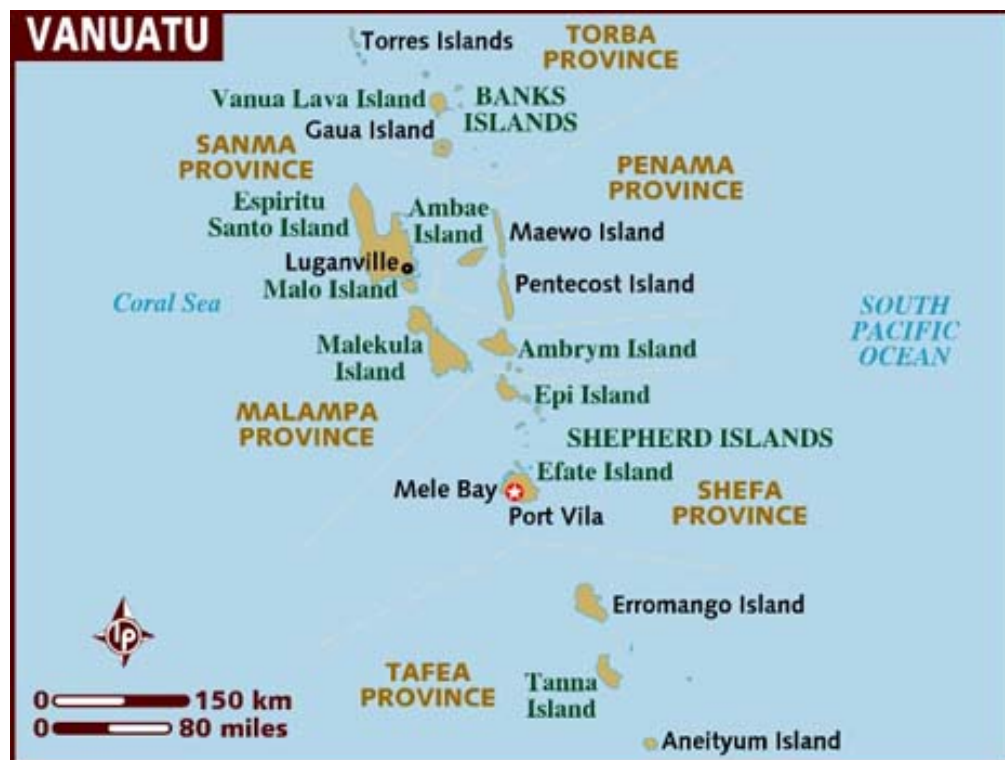 VANUATU
Torres Islands
TORBA
PROVINCE
Vanua Lava Island
BANKS
ISLANDS
Gaua Island
SANMA
PROVINCE
PENAMA
PROVINCE
Espiritu
Santo Island
Ambae
Island
Maewo Island
Luganville
Malo Island
Pentecost Island
Coral Sea
SOUTH
PACIFIC
OCEAN
Malekula
Island
Ambrym Island
Epi Island
MALAMPA
PROVINCE
SHEPHERD ISLANDS
Efate Island
Mele Bay
Port Vila
SHEFA
PROVINCE
Erromango Island
TAFEA
PROVINCE
Tanna
Island
Aneityum Island
LP
0 150 km
0 80 miles